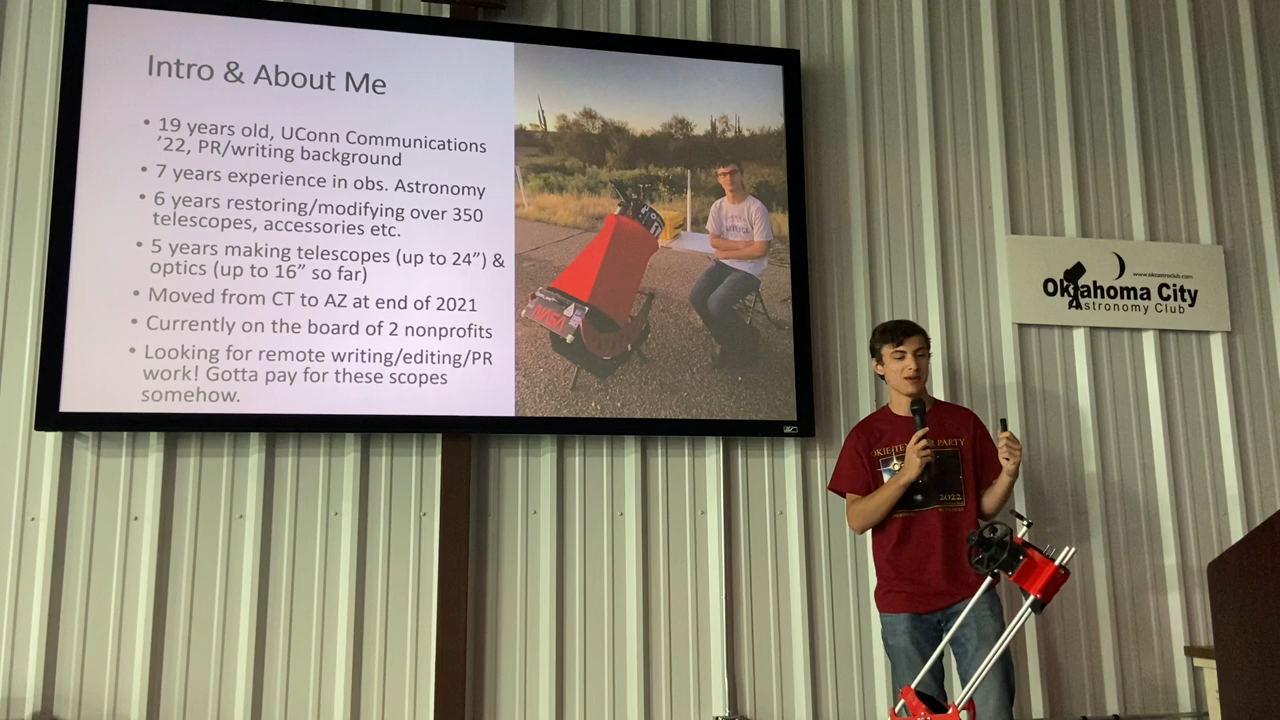 Intro & About Me
• 19 years old, UConn Communications
’22, PR/writing background
• 7 years experience in obs. Astronomy
• 6 years restoring/modifying over 350
telescopes, accessories etc.
• 5 years making telescopes (up to 24”) &
optics (up to 16” so far)
• Moved from CT to AZ at end of 2021
• Currently on the board of 2 nonprofits
• Looking for remote writing/editing/PR
work! Gotta pay for these scopes
somehow.
NASA
www.okcastroclub.com
Oklahoma City
Astronomy Club
PARTY
2022